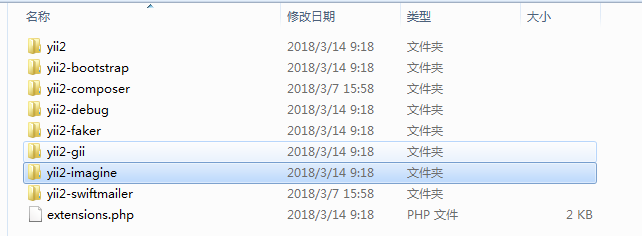 名称 修改日期 类型 大小
yii2 2018/3/14 9:18 文件夹
yii2-bootstrap 2018/3/14 9:18 文件夹
yii2-composer 2018/3/7 15:58 文件夹
yii2-debug 2018/3/14 9:18 文件夹
yii2-faker 2018/3/14 9:18 文件夹
yii2-gii 2018/3/14 9:18 文件夹
yii2-imagine 2018/3/14 9:18 文件夹
yii2-swiftmailer 2018/3/7 15:58 文件夹
extensions.php 2018/3/14 9:18 PHP 文件 2 KB